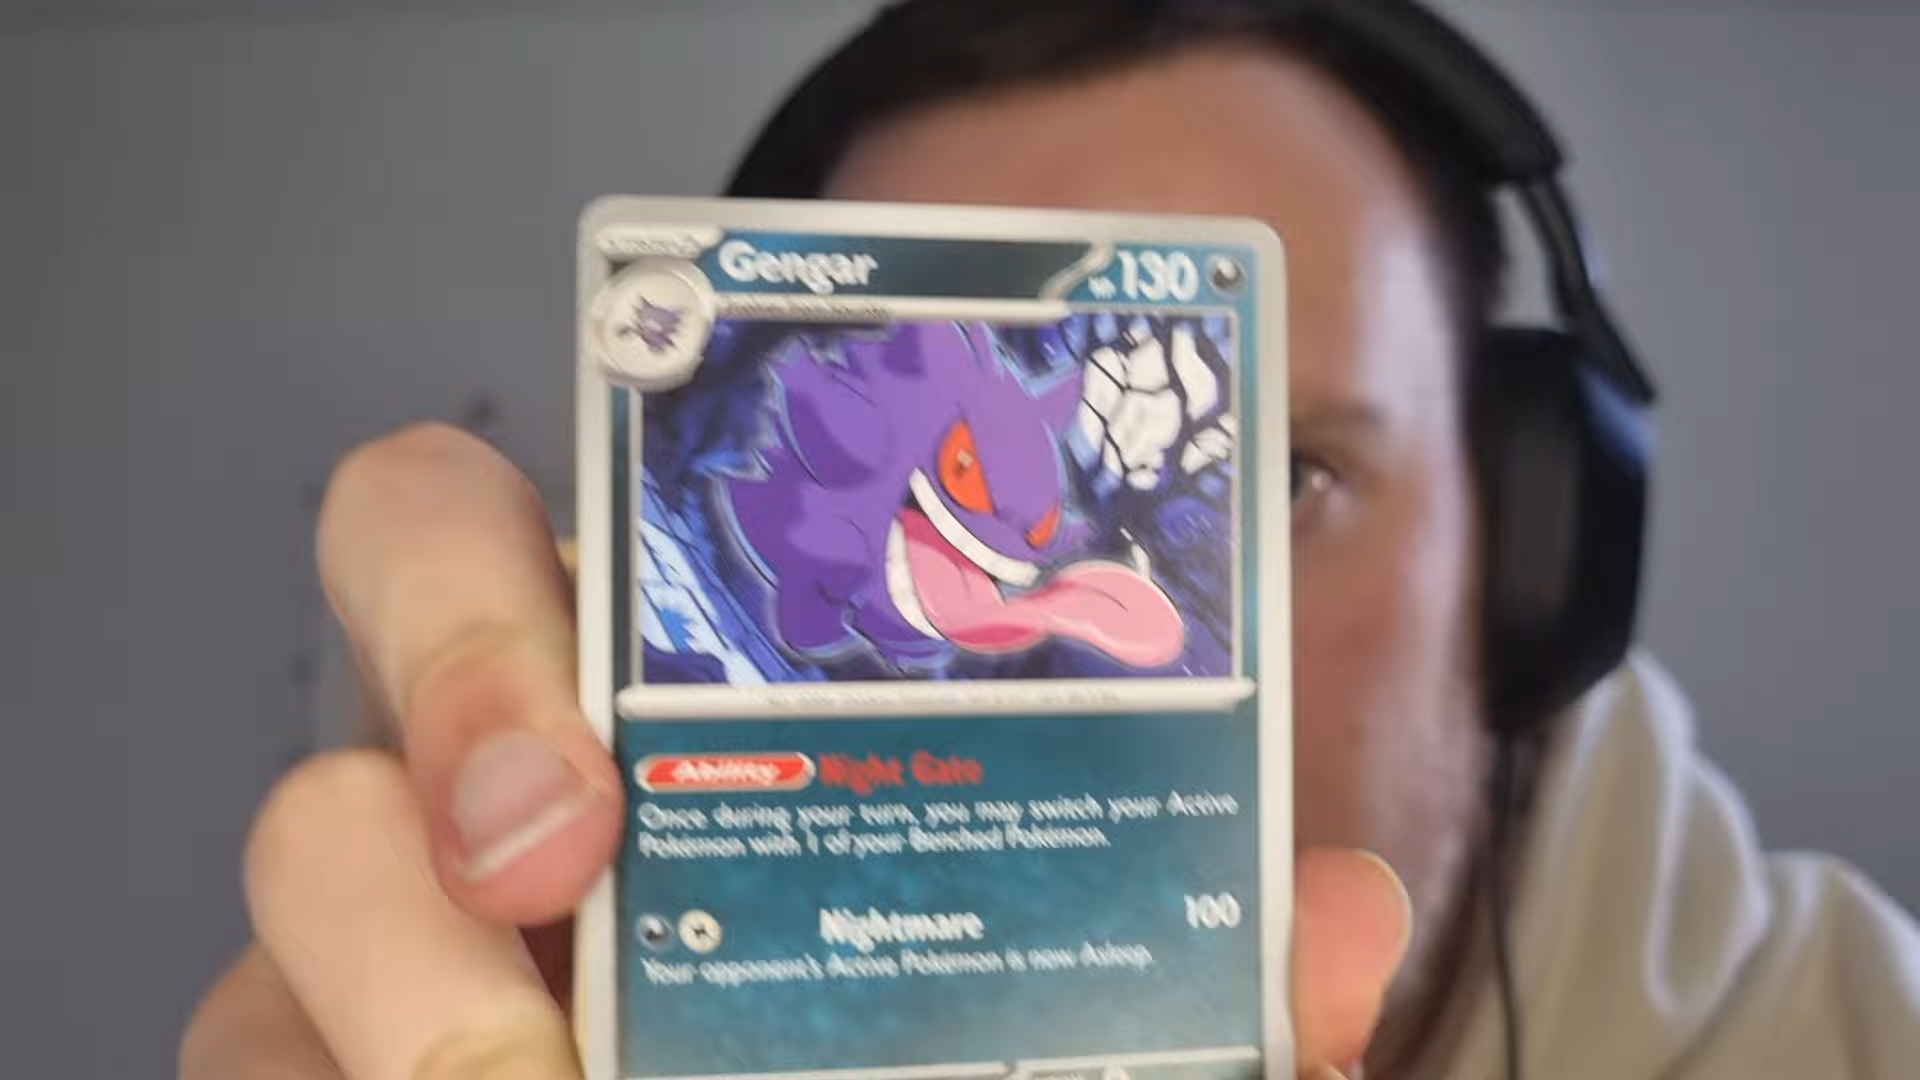 Gengar
HP 130
Ability Night Gate
Once during your turn, you may switch your Active
Pokémon with 1 of your Benched Pokémon.
Nightmare 100
Your opponent's Active Pokémon is now Asleep.